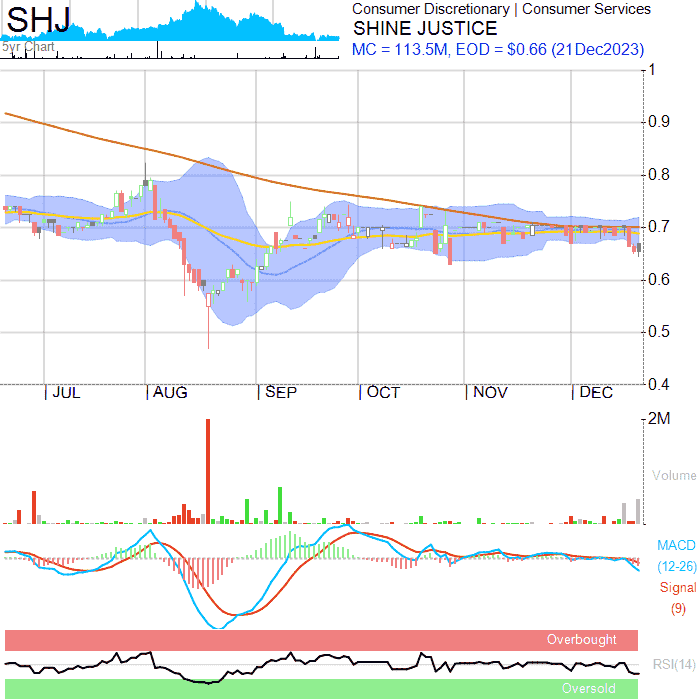 SHJ
5yr Chart
Consumer Discretionary | Consumer Services
SHINE JUSTICE
MC = 113.5M, EOD = $0.66 (21Dec2023)
1
0.9
0.8
0.7
0.6
0.5
0.4
JUL
AUG
SEP
OCT
NOV
DEC
2M
Volume
MACD
(12-26)
Signal
(9)
Overbought
RSI(14)
Oversold